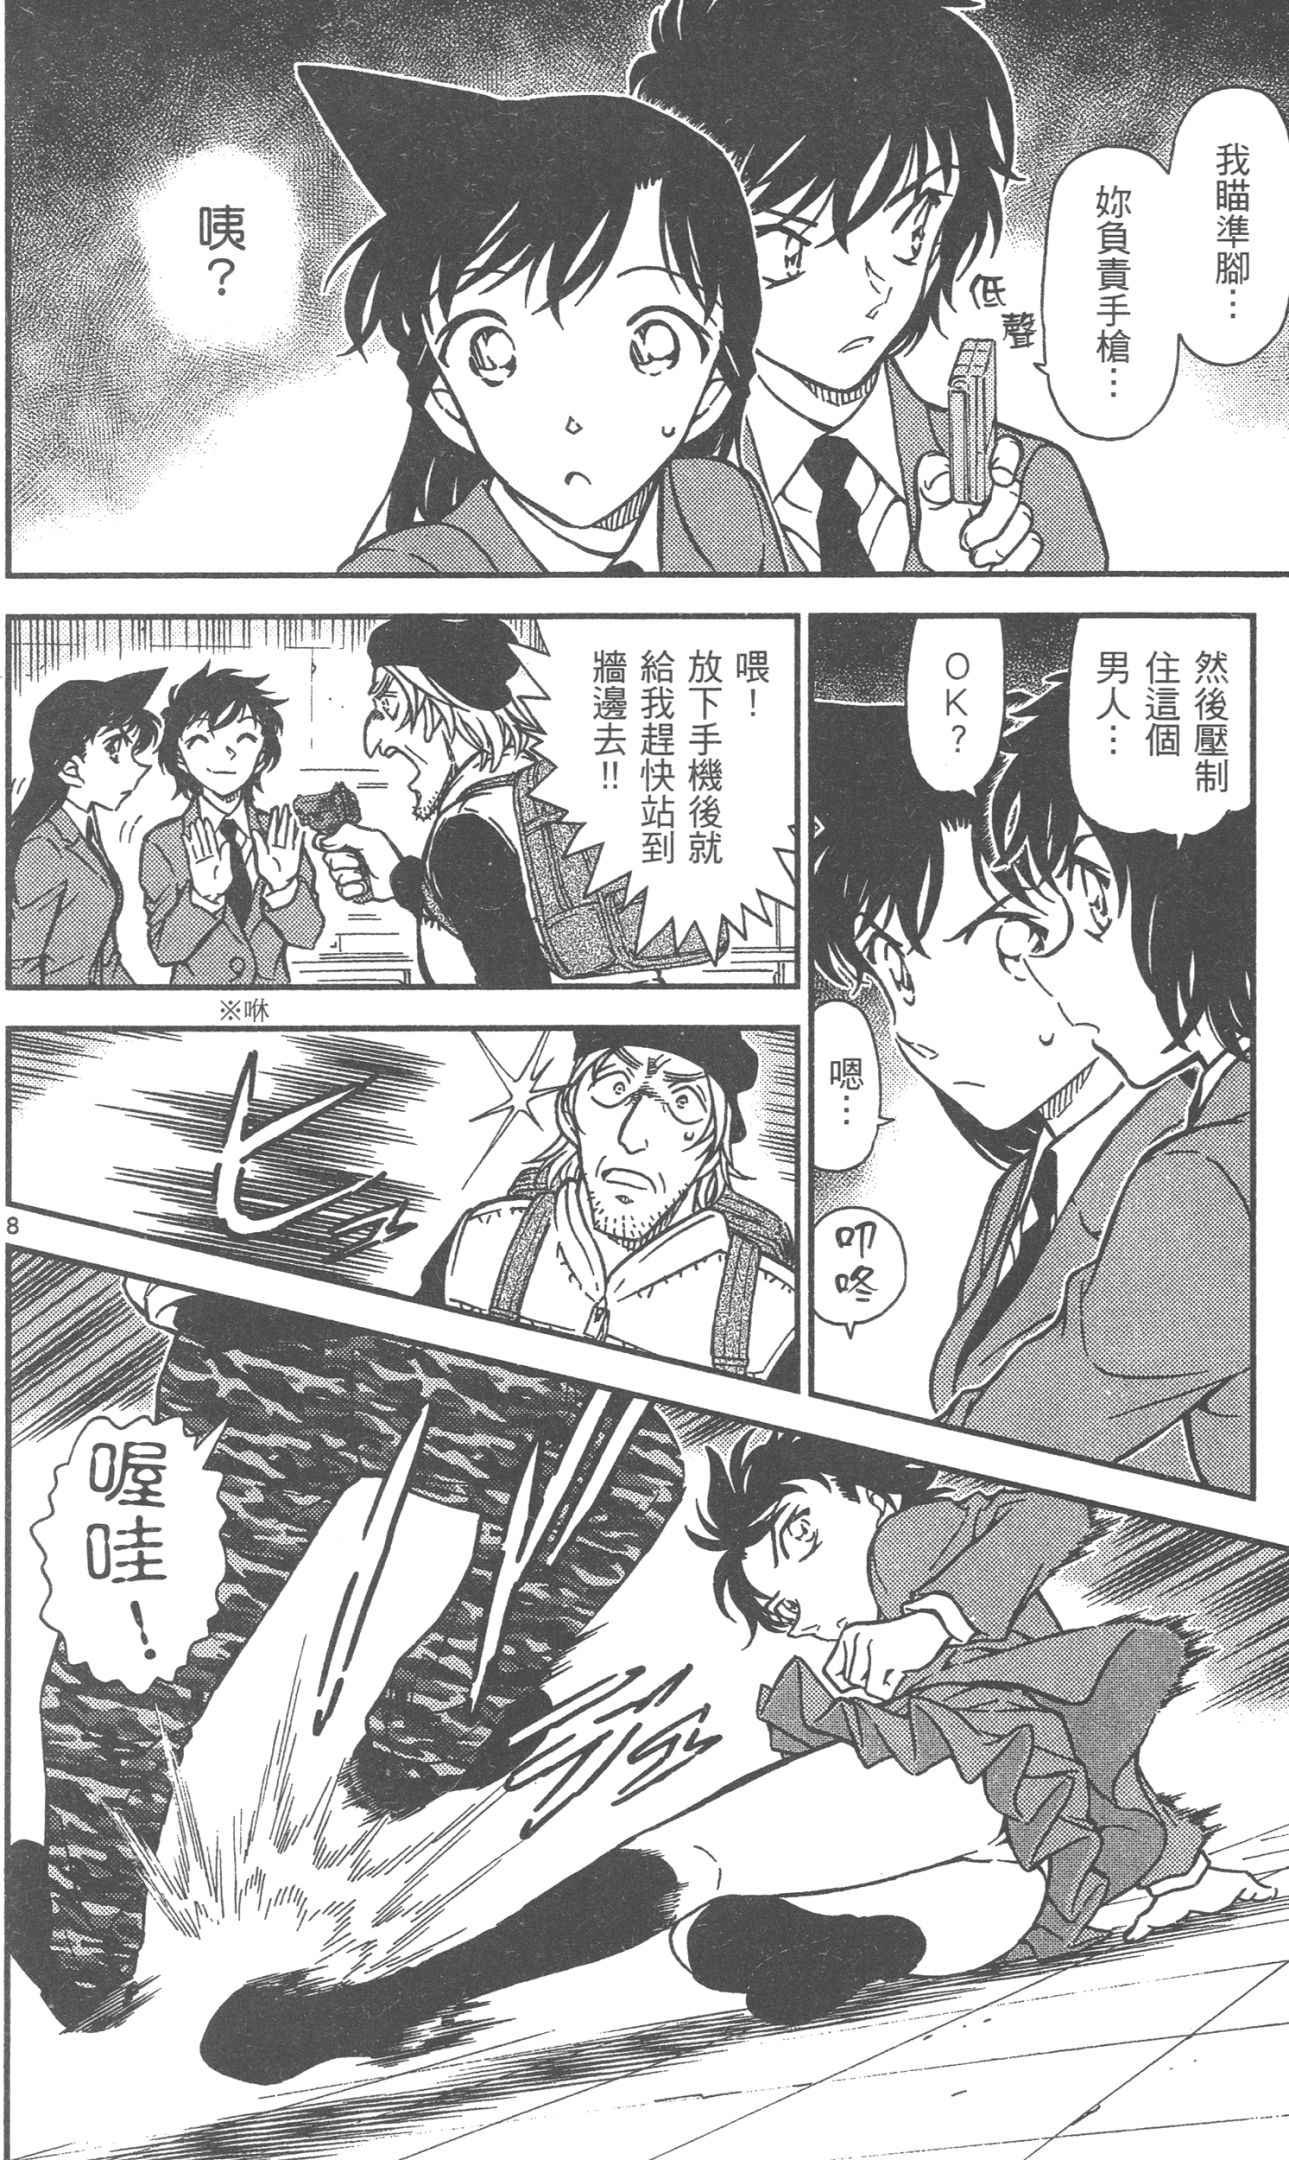 我瞄準腳…
妳負責手槍…
低聲
咦?
然後壓制
住這個
男人…
OK?
嗯…
叩咚
喂!
放下手機後就
給我趕快站到
牆邊去!!
※咻
ビュ
喔哇!
8